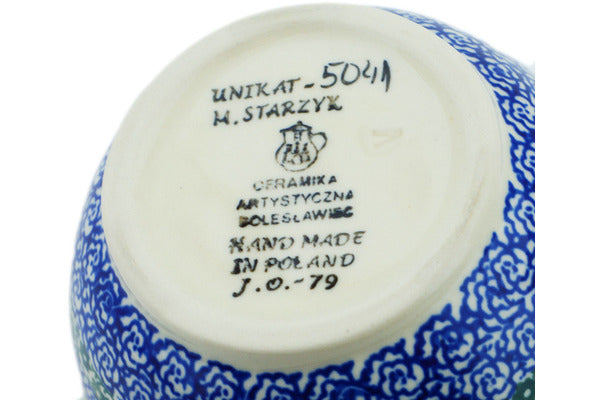 UNIKAT-5041
M. STARZYK
CERAMIKA
ARTYSTYCZNA
BOLESŁAWIEC
HAND MADE
IN POLAND
J.O.-79